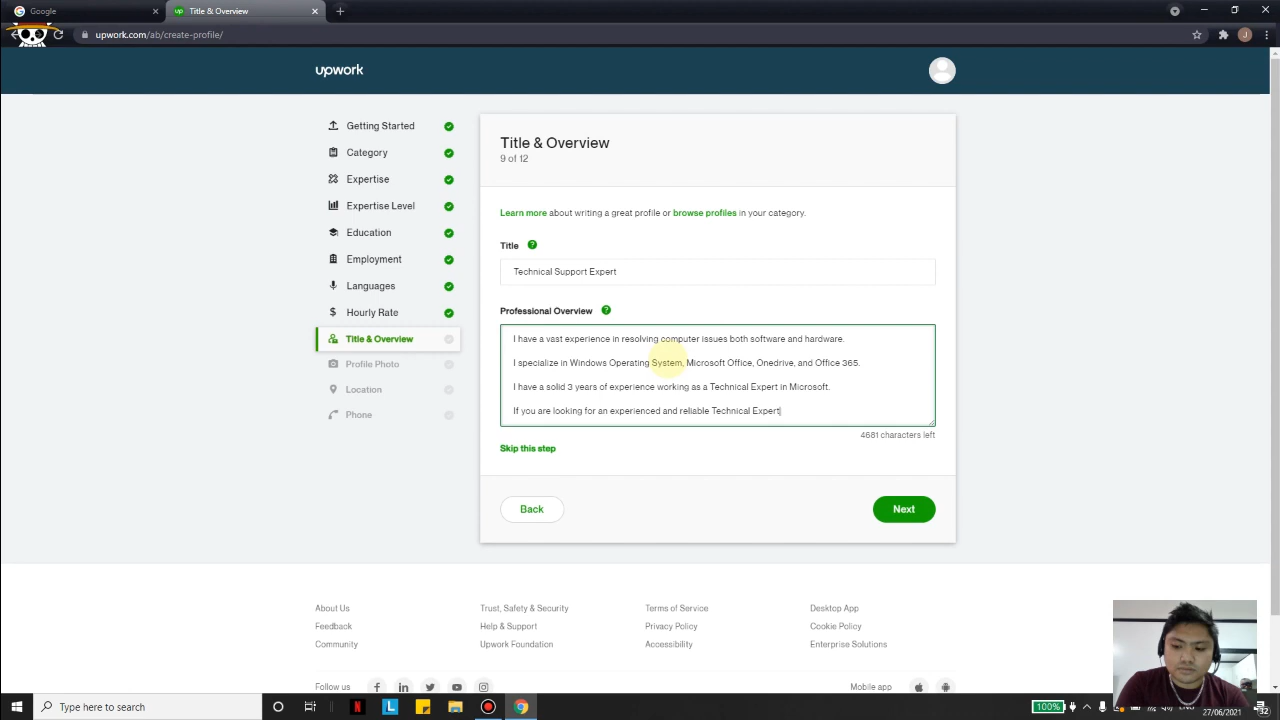 Google
up
Title & Overview
upwork.com/ab/create-profile/
J
upwork
Getting Started
Category
Expertise
Expertise Level
Education
Employment
Languages
$ Hourly Rate
Title & Overview
Profile Photo
Location
Phone
Title & Overview
9 of 12
Learn more about writing a great profile or browse profiles in your category.
Title ?
Technical Support Expert
Professional Overview ?
I have a vast experience in resolving computer issues both software and hardware.
I specialize in Windows Operating System, Microsoft Office, Onedrive, and Office 365.
I have a solid 3 years of experience working as a Technical Expert in Microsoft.
If you are looking for an experienced and reliable Technical Expert
4681 characters left
Skip this step
Back
Next
About Us
Feedback
Community
Trust, Safety & Security
Help & Support
Upwork Foundation
Terms of Service
Privacy Policy
Accessibility
Desktop App
Cookie Policy
Enterprise Solutions
Follow us
f
in
Mobile app
Type here to search
N
L
100%
27/06/2021
32